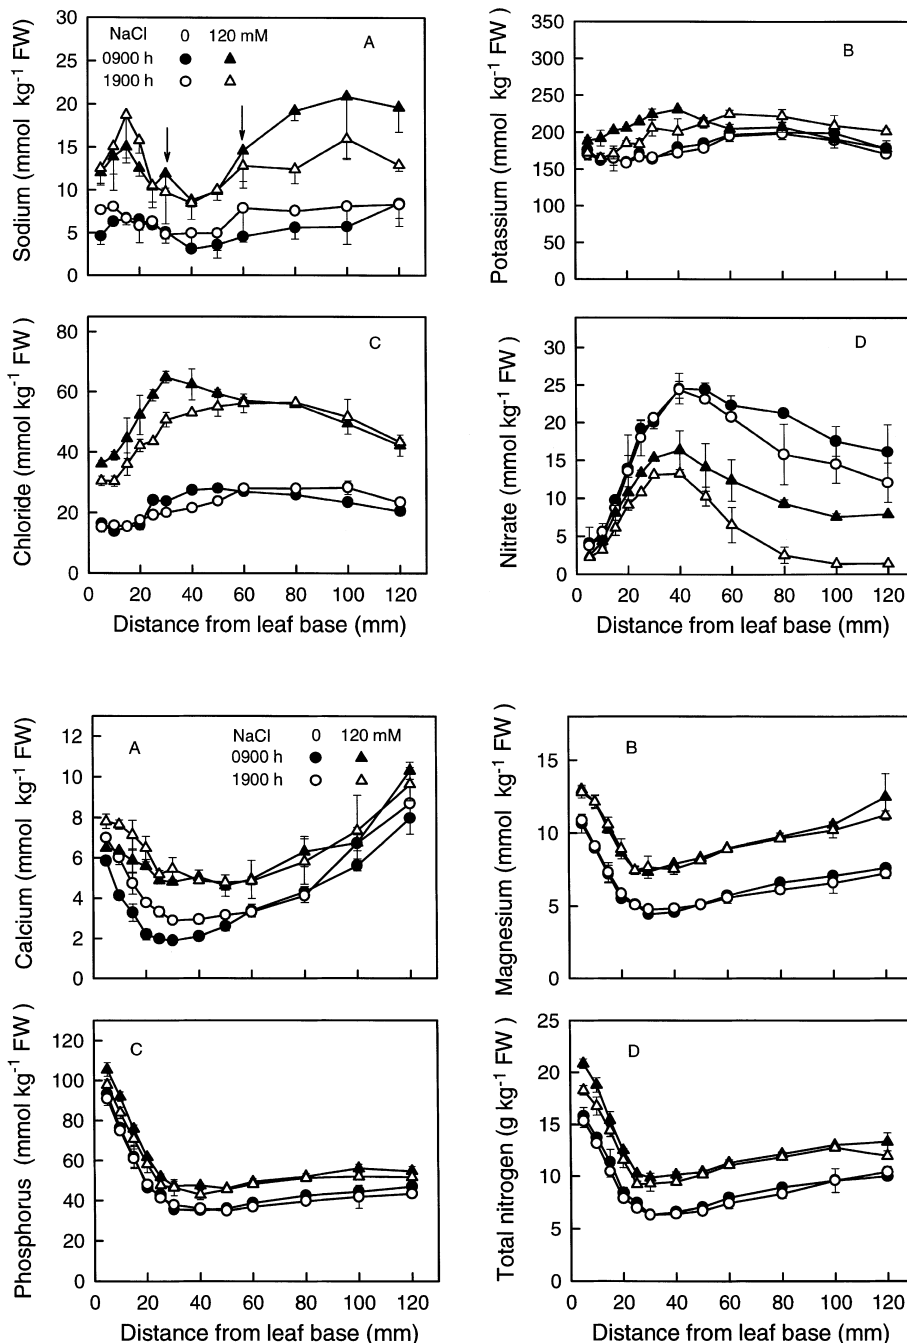 Sodium (mmol kg-1 FW)
30
25
20
15
10
5
0
NaCl 0 120 mM
0900 h
1900 h
A
Potassium (mmol kg-1 FW)
350
300
250
200
150
100
50
0
B
Chloride (mmol kg-1 FW)
80
60
40
20
0
C
0 20 40 60 80 100 120
Distance from leaf base (mm)
Nitrate (mmol kg-1 FW)
30
25
20
15
10
5
0
D
0 20 40 60 80 100 120
Distance from leaf base (mm)
Calcium (mmol kg-1 FW)
12
10
8
6
4
2
0
A
NaCl 0 120 mM
0900 h
1900 h
Magnesium (mmol kg-1 FW)
15
10
5
0
B
Phosphorus (mmol kg-1 FW)
120
100
80
60
40
20
0
C
0 20 40 60 80 100 120
Distance from leaf base (mm)
Total nitrogen (g kg-1 FW)
25
20
15
10
5
0
D
0 20 40 60 80 100 120
Distance from leaf base (mm)